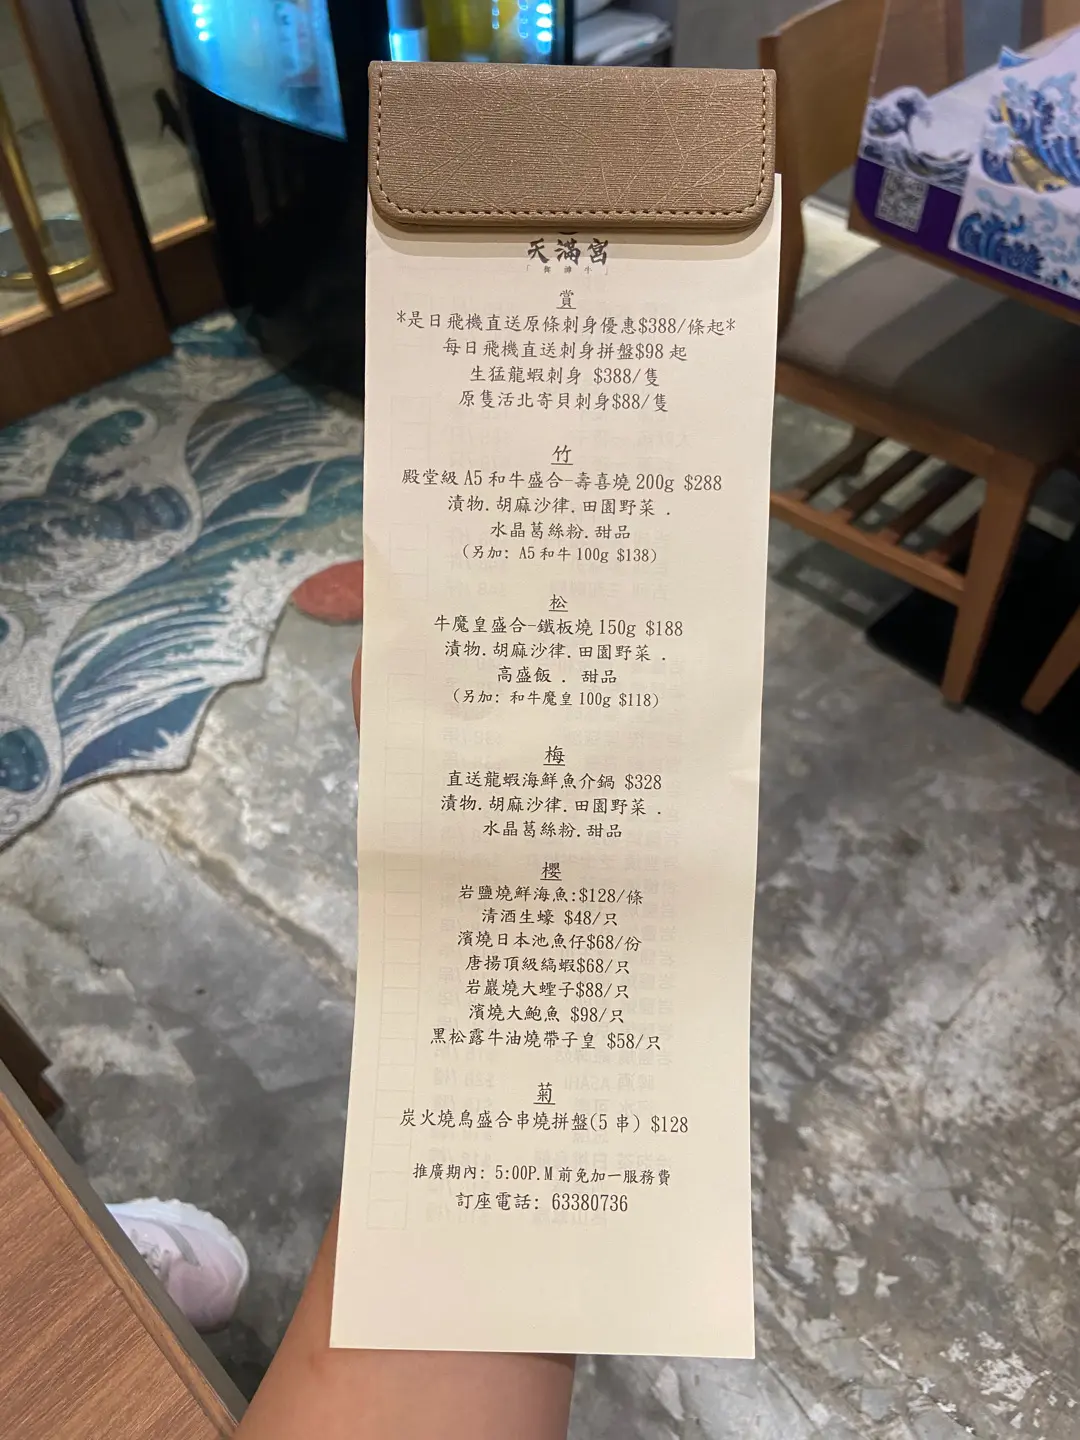 天滿宮
「御滿牛」
賞
*是日飛機直送原條刺身優惠$388/條起*
每日飛機直送刺身拼盤$98 起
生猛龍蝦刺身 $388/隻
原隻活北寄貝刺身$88/隻
竹
殿堂級 A5 和牛盛合-壽喜燒 200g $288
漬物.胡麻沙律.田園野菜 .
水晶葛絲粉.甜品
(另加: A5 和牛 100g $138)
松
牛魔皇盛合-鐵板燒 150g $188
漬物.胡麻沙律.田園野菜 .
高盛飯 . 甜品
(另加: 和牛魔皇 100g $118)
梅
直送龍蝦海鮮魚介鍋 $328
漬物.胡麻沙律.田園野菜 .
水晶葛絲粉.甜品
櫻
岩鹽燒鮮海魚:$128/條
清酒生蠔 $48/只
濱燒日本池魚仔$68/份
唐揚頂級縞蝦$68/只
岩巖燒大蟶子$88/只
濱燒大鮑魚 $98/只
黑松露牛油燒帶子皇 $58/只
菊
炭火燒鳥盛合串燒拼盤(5 串) $128
推廣期內: 5:00P.M 前免加一服務費
訂座電話: 63380736